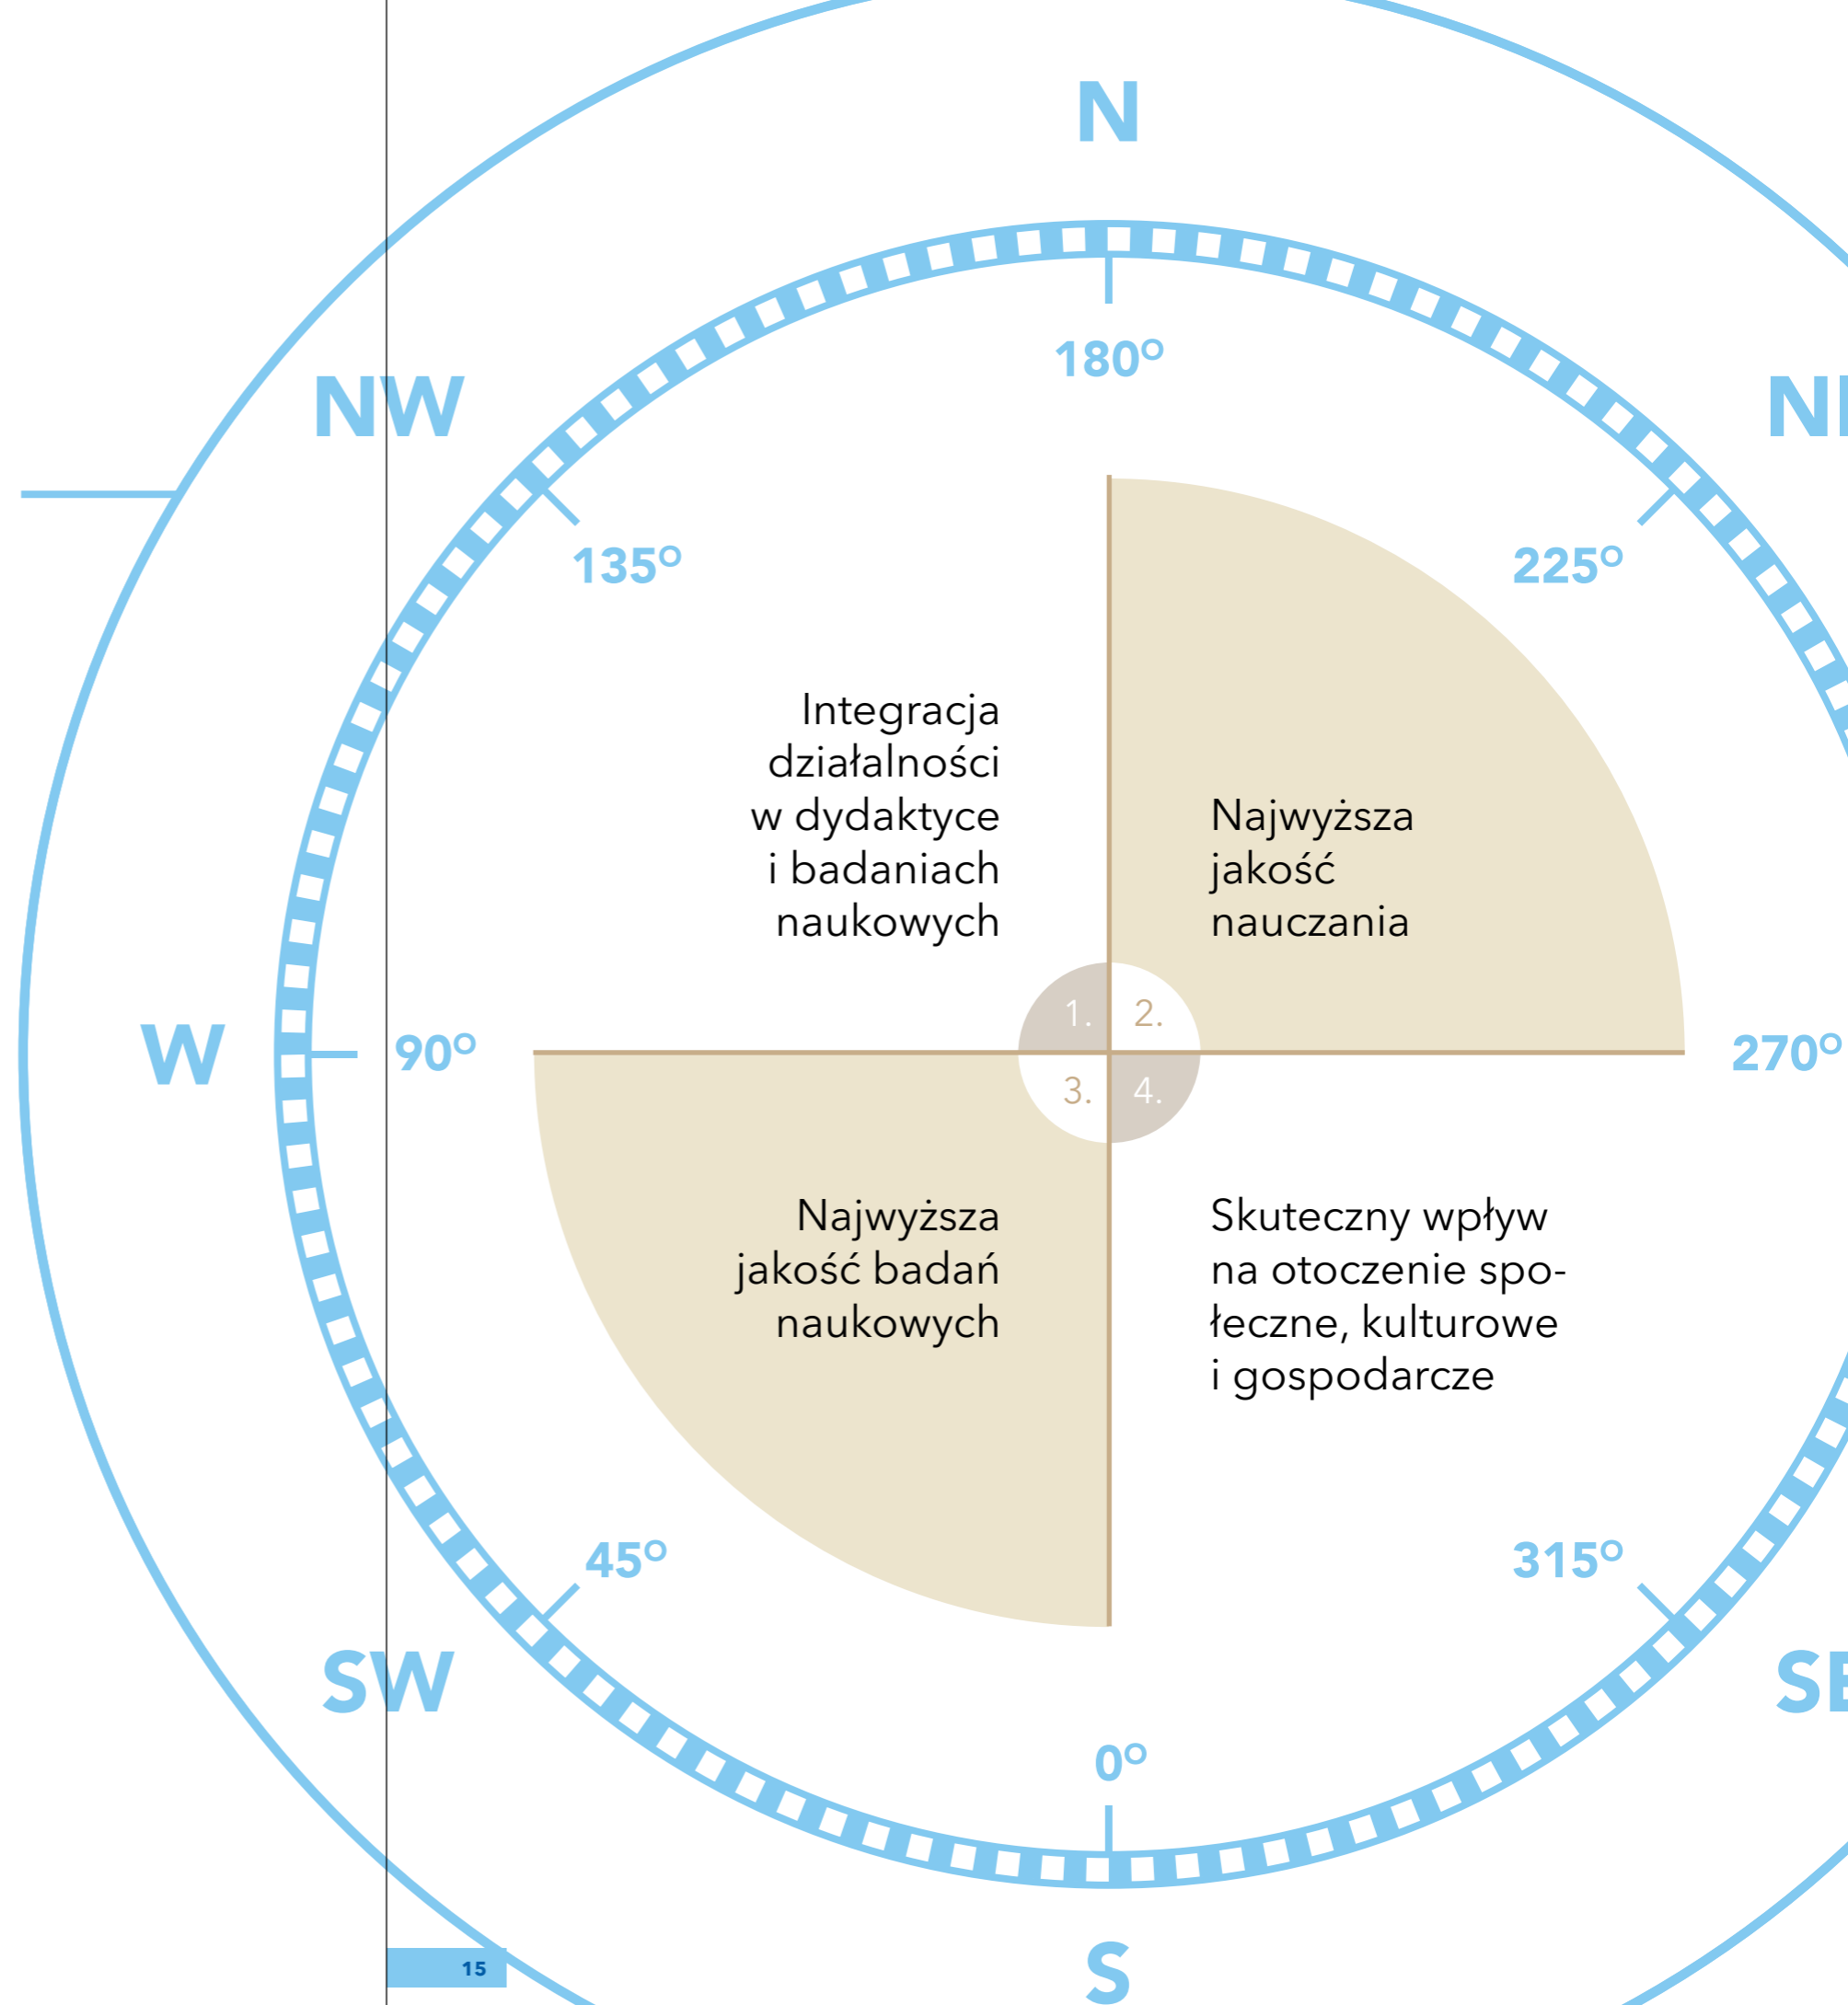 N
NW
180°
135°
225°
Integracja
działalności
w dydaktyce
i badaniach
naukowych
Najwyższa
jakość
nauczania
1.
2.
W
90°
270°
3.
4.
Najwyższa
jakość badań
naukowych
Skuteczny wpływ
na otoczenie spo-
łeczne, kulturowe
i gospodarcze
45°
315°
SW
0°
15
S